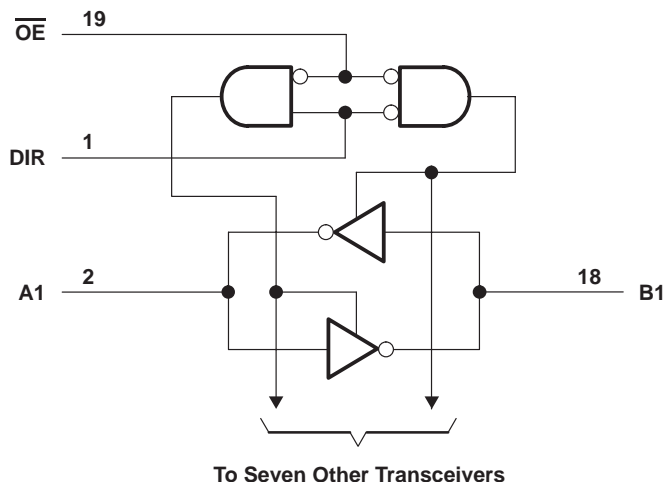 OE 19
DIR 1
A1 2
18 B1
To Seven Other Transceivers